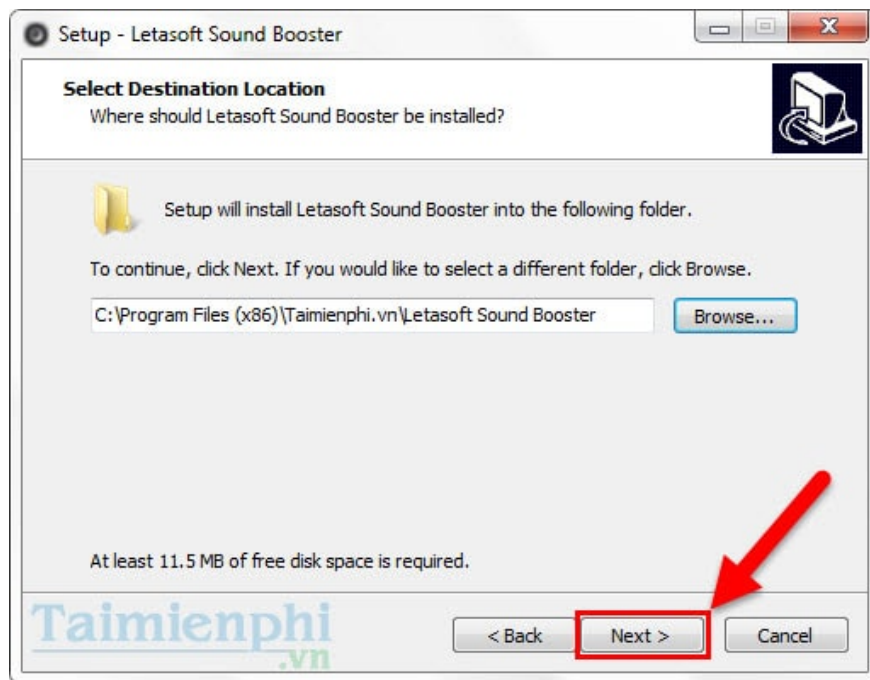 Setup - Letasoft Sound Booster
Select Destination Location
Where should Letasoft Sound Booster be installed?
Setup will install Letasoft Sound Booster into the following folder.
To continue, click Next. If you would like to select a different folder, click Browse.
C:\Program Files (x86)\Taimienphi.vn\Letasoft Sound Booster
Browse...
At least 11.5 MB of free disk space is required.
Taimienphi
.vn
< Back
Next >
Cancel